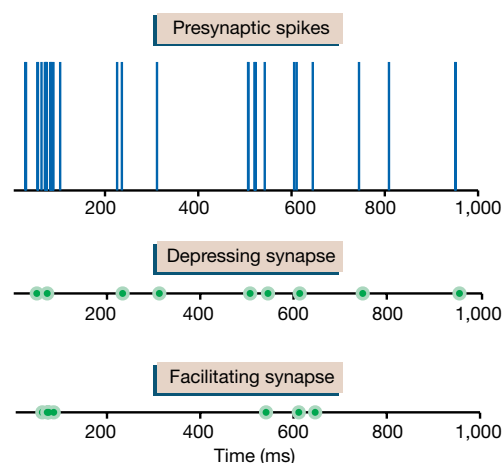 Presynaptic spikes
200 400 600 800 1,000
Depressing synapse
200 400 600 800 1,000
Facilitating synapse
200 400 600 800 1,000
Time (ms)